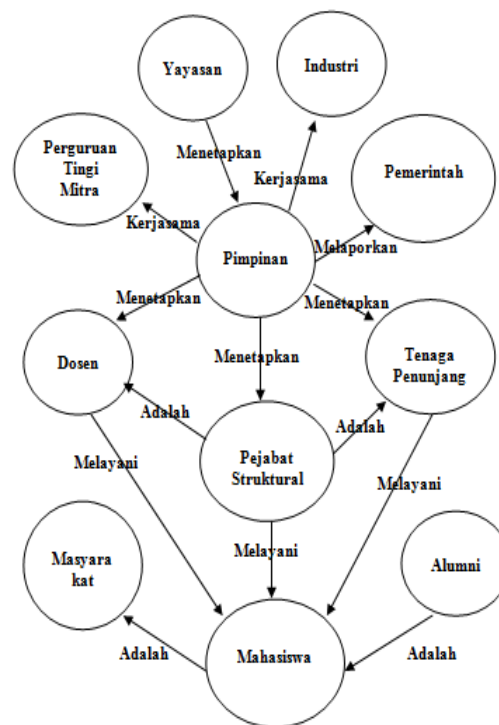 Yayasan
Industri
Menetapkan
Perguruan
Tingi
Mitra
Kerjasama
Pemerintah
Kerjasama
Melaporkan
Pimpinan
Menetapkan
Menetapkan
Menetapkan
Dosen
Tenaga
Penunjang
Adalah
Adalah
Melayani
Pejabat
Struktural
Melayani
Masyara
kat
Melayani
Alumni
Adalah
Mahasiswa
Adalah